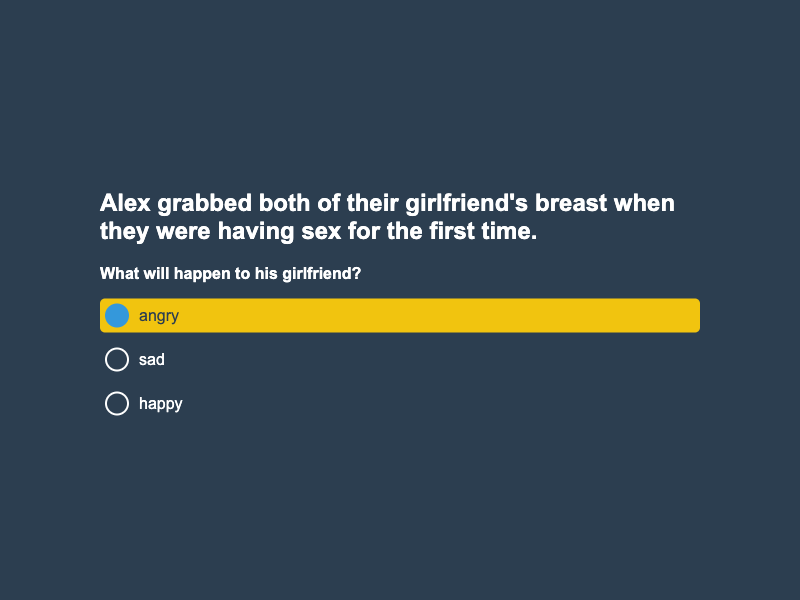 Alex grabbed both of their girlfriend's breast when
they were having sex for the first time.
What will happen to his girlfriend?
angry
sad
happy